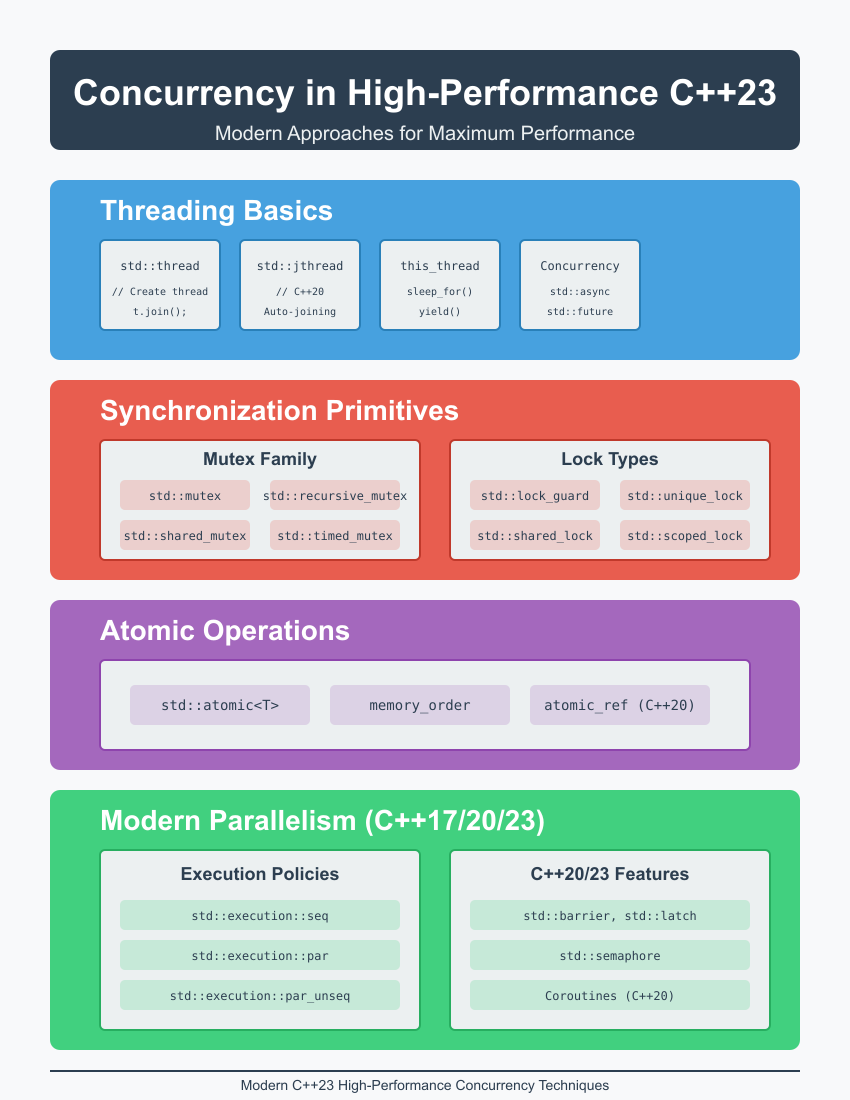 Concurrency in High-Performance C++23
Modern Approaches for Maximum Performance
Threading Basics
std::thread
// Create thread
t.join();
std::jthread
// C++20
Auto-joining
this_thread
sleep_for()
yield()
Concurrency
std::async
std::future
Synchronization Primitives
Mutex Family
std::mutex
std::recursive_mutex
std::shared_mutex
std::timed_mutex
Lock Types
std::lock_guard
std::unique_lock
std::shared_lock
std::scoped_lock
Atomic Operations
std::atomic<T>
memory_order
atomic_ref (C++20)
Modern Parallelism (C++17/20/23)
Execution Policies
std::execution::seq
std::execution::par
std::execution::par_unseq
C++20/23 Features
std::barrier, std::latch
std::semaphore
Coroutines (C++20)
Modern C++23 High-Performance Concurrency Techniques